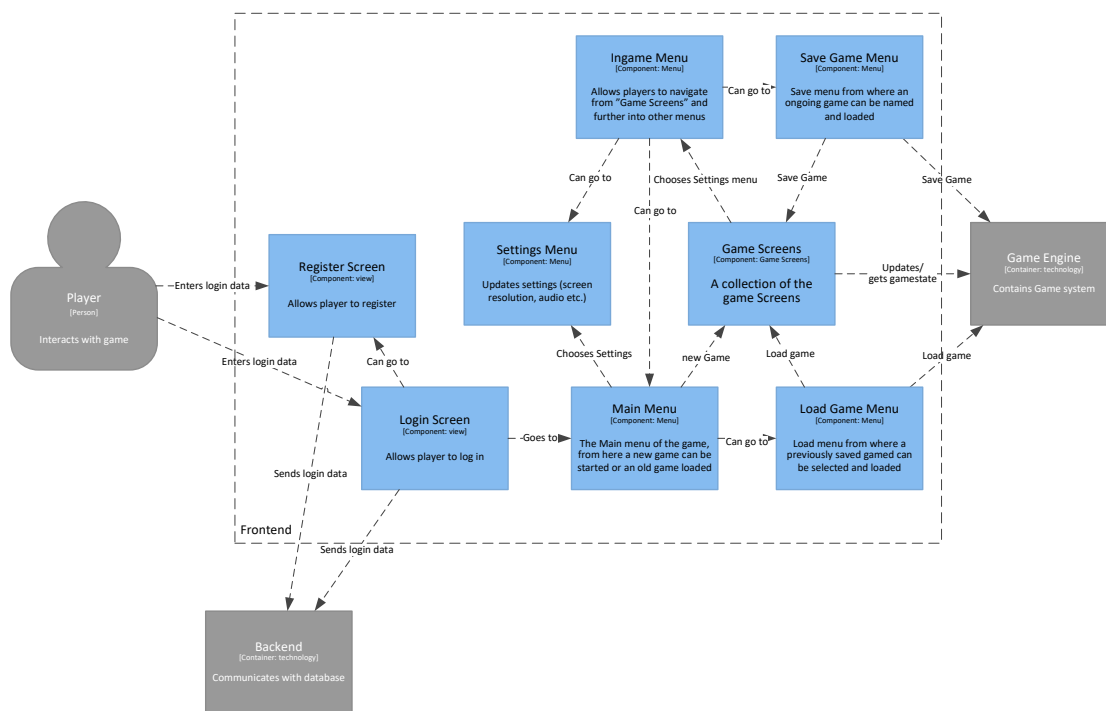 Ingame Menu
[Component: Menu]
Allows players to navigate
from "Game Screens" and
further into other menus
Can go to
Save Game Menu
[Component: Menu]
Save menu from where an
ongoing game can be named
and loaded
Can go to
Chooses Settings menu
Save Game
Save Game
Can go to
Player
[Person]
Interacts with game
Enters login data
Register Screen
[Component: view]
Allows player to register
Settings Menu
[Component: Menu]
Updates settings (screen
resolution, audio etc.)
Game Screens
[Component: Game Screens]
A collection of the
game Screens
Updates/
gets gamestate
Game Engine
[Container: technology]
Contains Game system
Enters login data
Can go to
Chooses Settings
new Game
Load game
Load game
Login Screen
[Component: view]
Allows player to log in
Goes to
Main Menu
[Component: Menu]
The Main menu of the game,
from here a new game can be
started or an old game loaded
Can go to
Load Game Menu
[Component: Menu]
Load menu from where a
previously saved gamed can
be selected and loaded
Sends login data
Frontend
Sends login data
Backend
[Container: technology]
Communicates with database